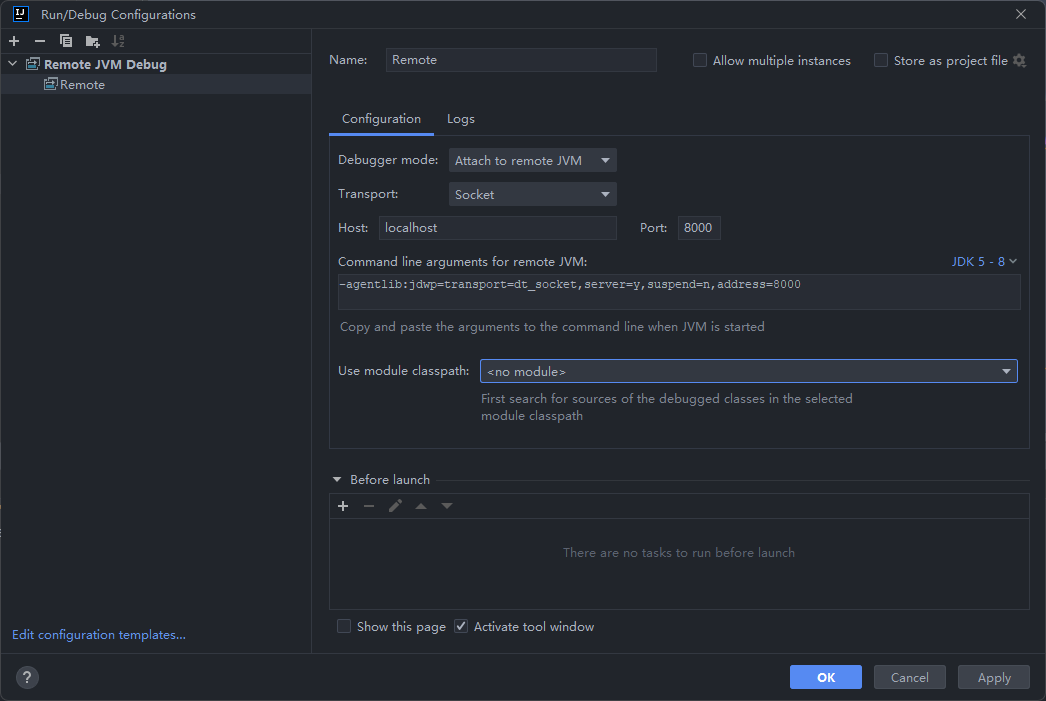 Run/Debug Configurations
Remote JVM Debug
Remote
Name: Remote
Allow multiple instances
Store as project file
Configuration
Logs
Debugger mode: Attach to remote JVM
Transport: Socket
Host: localhost
Port: 8000
Command line arguments for remote JVM:
JDK 5 - 8
-agentlib:jdwp=transport=dt_socket,server=y,suspend=n,address=8000
Copy and paste the arguments to the command line when JVM is started
Use module classpath: <no module>
First search for sources of the debugged classes in the selected
module classpath
Before launch
There are no tasks to run before launch
Show this page
Activate tool window
Edit configuration templates...
?
OK
Cancel
Apply